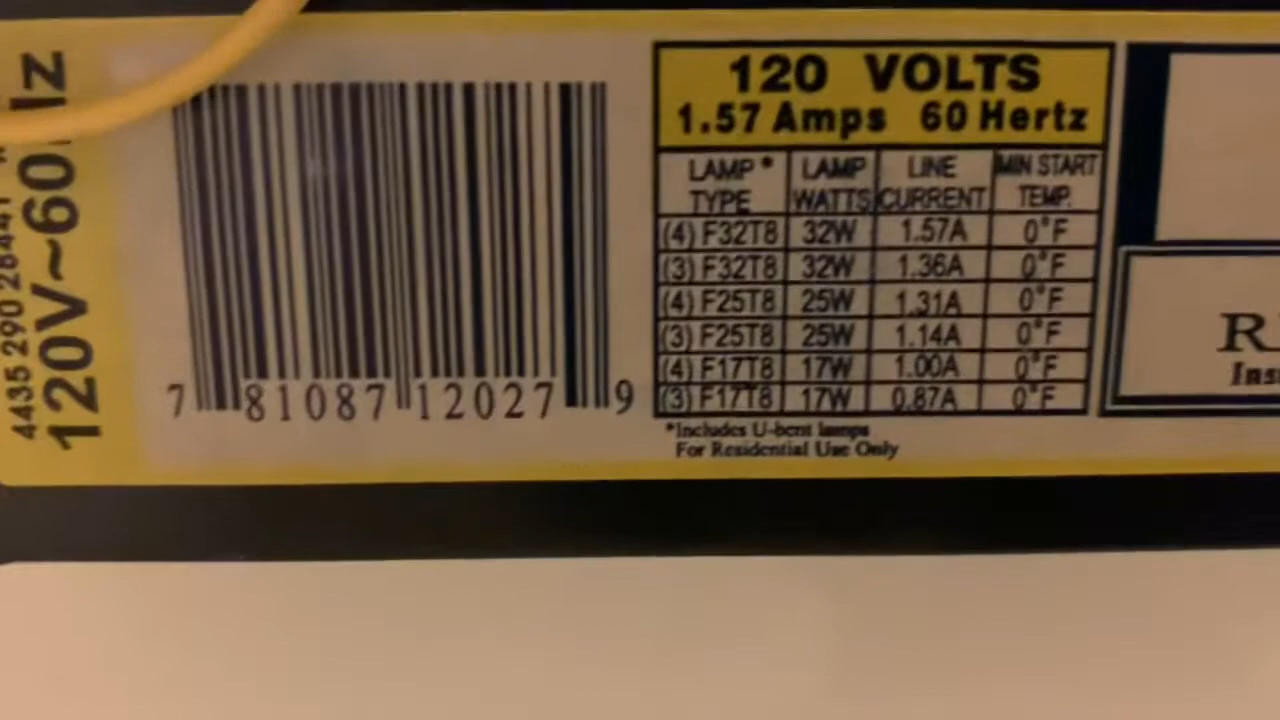 4435 290 28441
120V~60Hz
7 81087 12027 9
120 VOLTS
1.57 Amps 60 Hertz
LAMP* TYPE LAMP WATTS LINE CURRENT MIN START TEMP.
(4) F32T8 32W 1.57A 0°F
(3) F32T8 32W 1.36A 0°F
(4) F25T8 25W 1.31A 0°F
(3) F25T8 25W 1.14A 0°F
(4) F17T8 17W 1.00A 0°F
(3) F17T8 17W 0.87A 0°F
*Includes U-bent lamps
For Residential Use Only
R
Ins